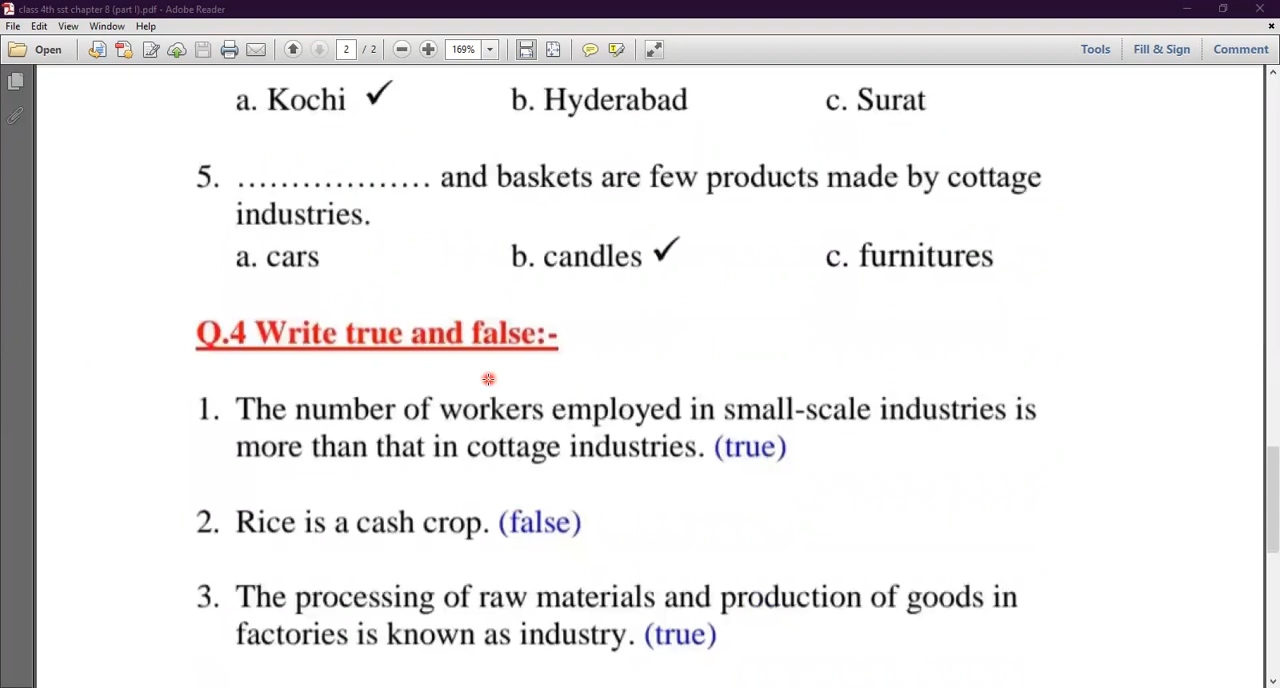 class 4th sst chapter 8 (part I).pdf - Adobe Reader
File Edit View Window Help
Open 2 / 2 169% Tools Fill & Sign Comment
a. Kochi ✓ b. Hyderabad c. Surat
5. .................. and baskets are few products made by cottage
industries.
a. cars b. candles ✓ c. furnitures
Q.4 Write true and false:-
1. The number of workers employed in small-scale industries is
more than that in cottage industries. (true)
2. Rice is a cash crop. (false)
3. The processing of raw materials and production of goods in
factories is known as industry. (true)